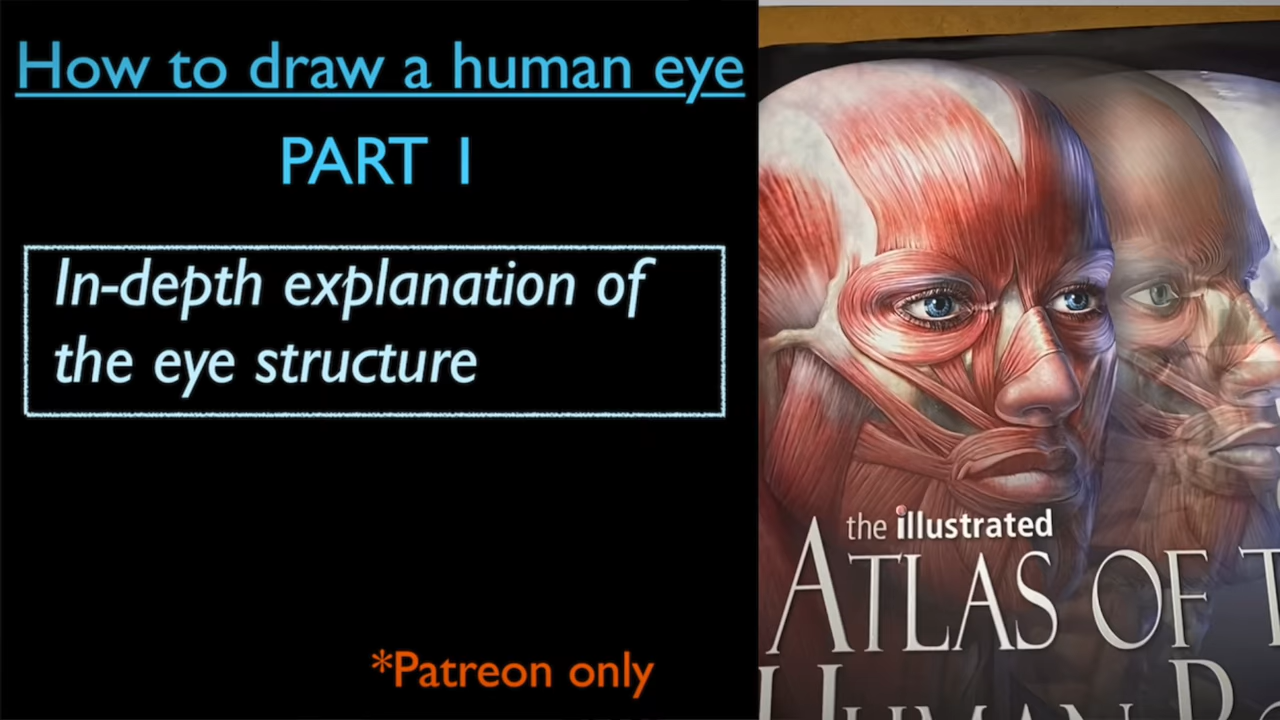 How to draw a human eye
PART 1
In-depth explanation of
the eye structure
*Patreon only
the illustrated
ATLAS OF
HUMAN